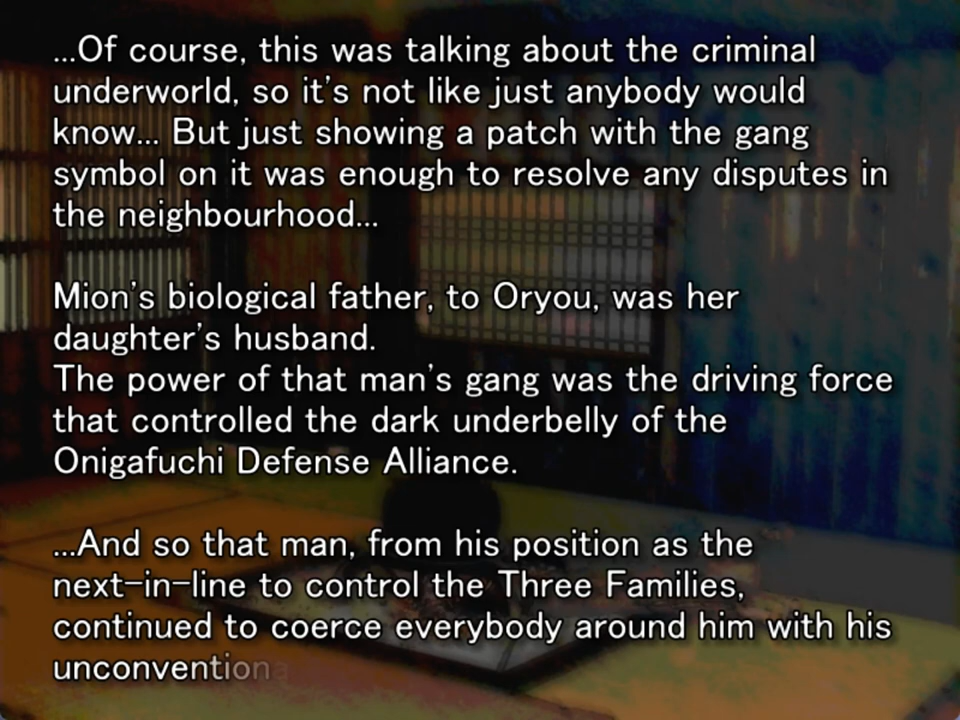 ...Of course, this was talking about the criminal
underworld, so it's not like just anybody would
know... But just showing a patch with the gang
symbol on it was enough to resolve any disputes in
the neighbourhood...
Mion's biological father, to Oryou, was her
daughter's husband.
The power of that man's gang was the driving force
that controlled the dark underbelly of the
Onigafuchi Defense Alliance.
...And so that man, from his position as the
next-in-line to control the Three Families,
continued to coerce everybody around him with his
unconventiona